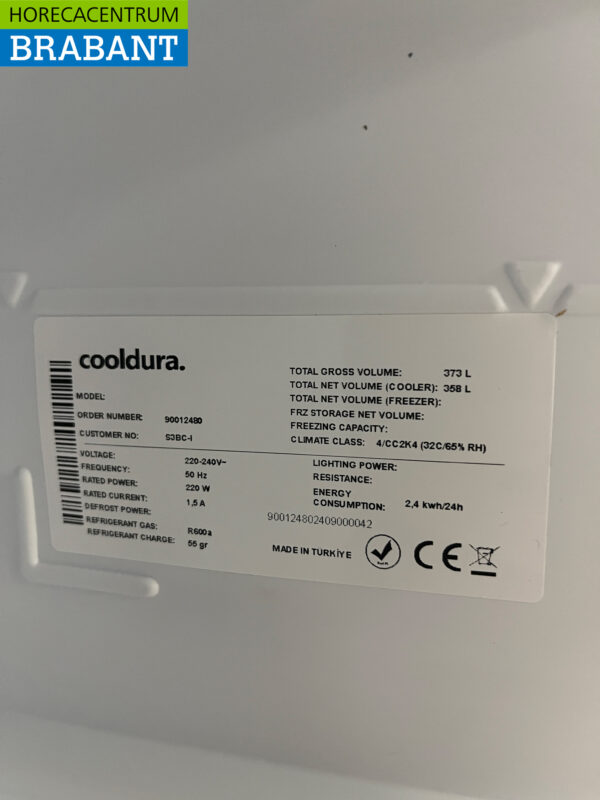 HORECACENTRUM
BRABANT
cooldura.
MODEL:
ORDER NUMBER: 90012480
CUSTOMER NO: S3BC-I
TOTAL GROSS VOLUME: 373 L
TOTAL NET VOLUME (COOLER): 358 L
TOTAL NET VOLUME (FREEZER):
FRZ STORAGE NET VOLUME:
FREEZING CAPACITY:
CLIMATE CLASS: 4/CC2K4 (32C/65% RH)
VOLTAGE: 220-240V~
FREQUENCY: 50 Hz
RATED POWER: 220 W
RATED CURRENT: 1,5 A
DEFROST POWER:
REFRIGERANT GAS: R600a
REFRIGERANT CHARGE: 55 gr
LIGHTING POWER:
RESISTANCE:
ENERGY
CONSUMPTION: 2,4 kwh/24h
900124802409000042
MADE IN TURKİYE
CE